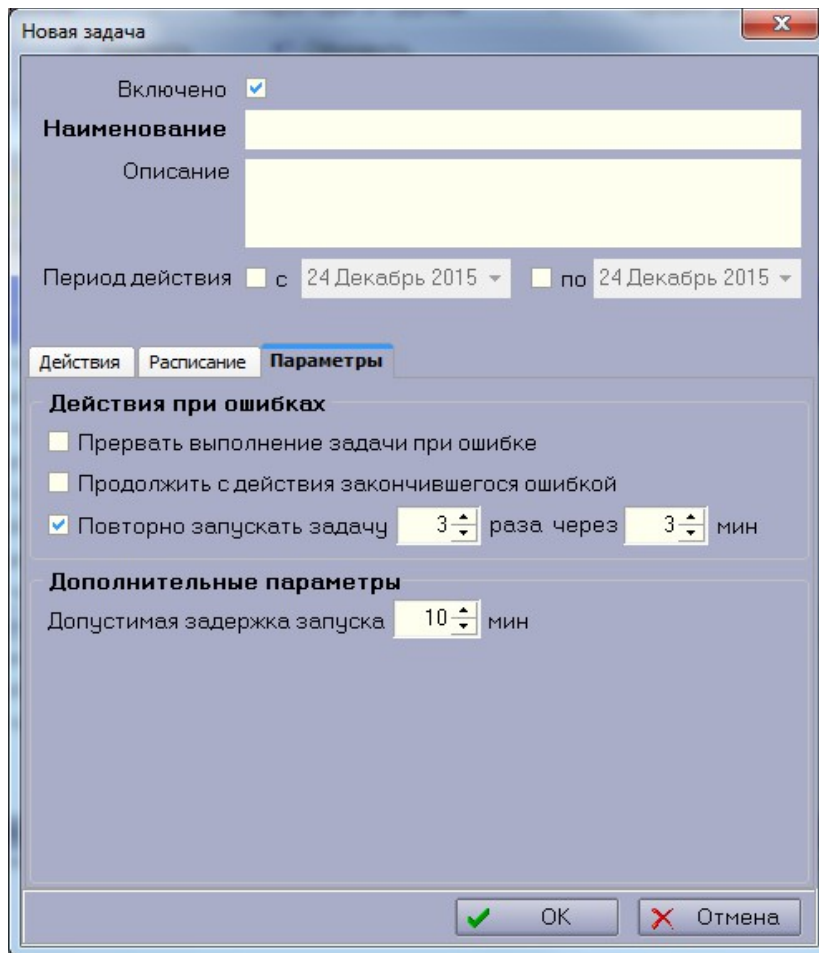 Новая задача
Включено
Наименование
Описание
Период действия с 24 Декабрь 2015 по 24 Декабрь 2015
Действия Расписание Параметры
Действия при ошибках
Прервать выполнение задачи при ошибке
Продолжить с действия закончившегося ошибкой
Повторно запускать задачу 3 раза через 3 мин
Дополнительные параметры
Допустимая задержка запуска 10 мин
OK Отмена